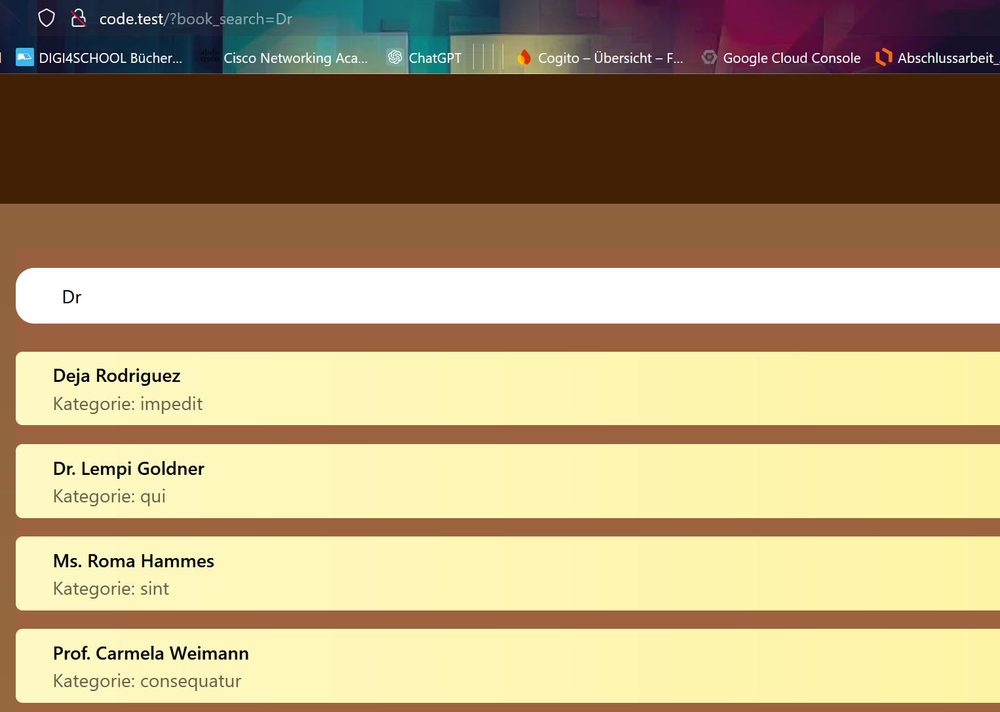 code.test/?book_search=Dr
DIGI4SCHOOL Bücher...
Cisco Networking Aca...
ChatGPT
Cogito – Übersicht – F...
Google Cloud Console
Abschlussarbeit_
Dr
Deja Rodriguez
Kategorie: impedit
Dr. Lempi Goldner
Kategorie: qui
Ms. Roma Hammes
Kategorie: sint
Prof. Carmela Weimann
Kategorie: consequatur